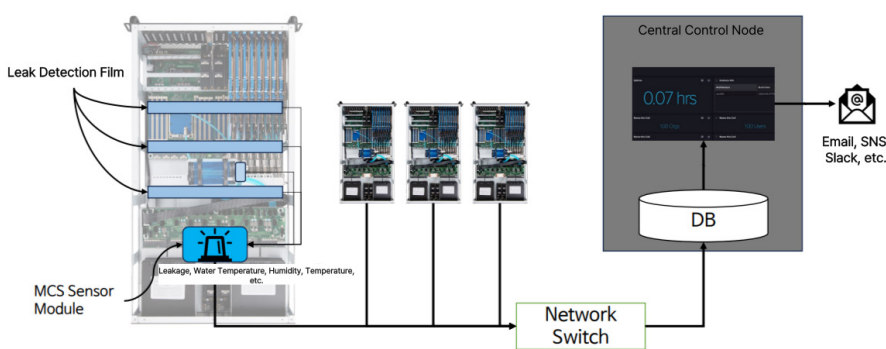 Central Control Node
Leak Detection Film
0.07 hrs
Email, SNS
Slack, etc.
DB
Leakage, Water Temperature, Humidity, Temperature,
etc.
MCS Sensor
Module
Network
Switch